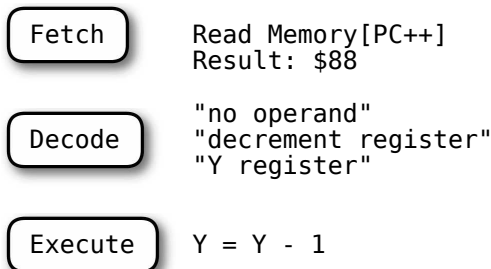 Fetch Read Memory[PC++]
Result: $88
"no operand"
Decode "decrement register"
"Y register"
Execute Y = Y - 1